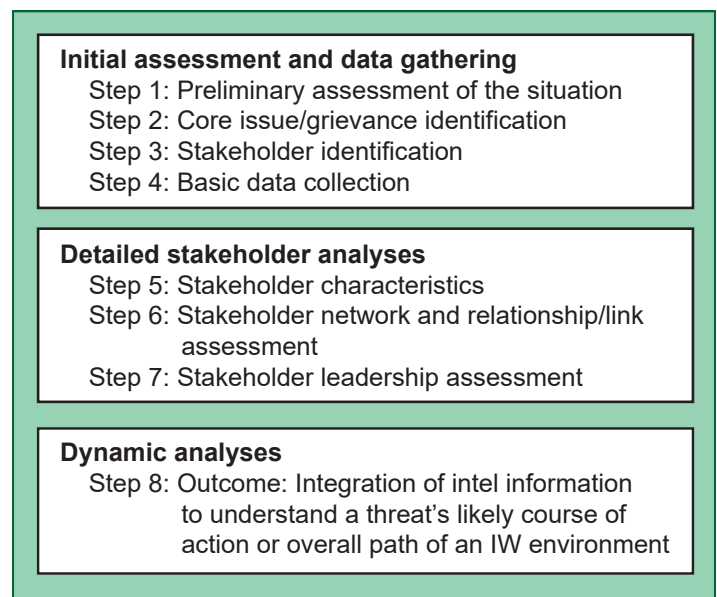 Initial assessment and data gathering
Step 1: Preliminary assessment of the situation
Step 2: Core issue/grievance identification
Step 3: Stakeholder identification
Step 4: Basic data collection
Detailed stakeholder analyses
Step 5: Stakeholder characteristics
Step 6: Stakeholder network and relationship/link
assessment
Step 7: Stakeholder leadership assessment
Dynamic analyses
Step 8: Outcome: Integration of intel information
to understand a threat’s likely course of
action or overall path of an IW environment